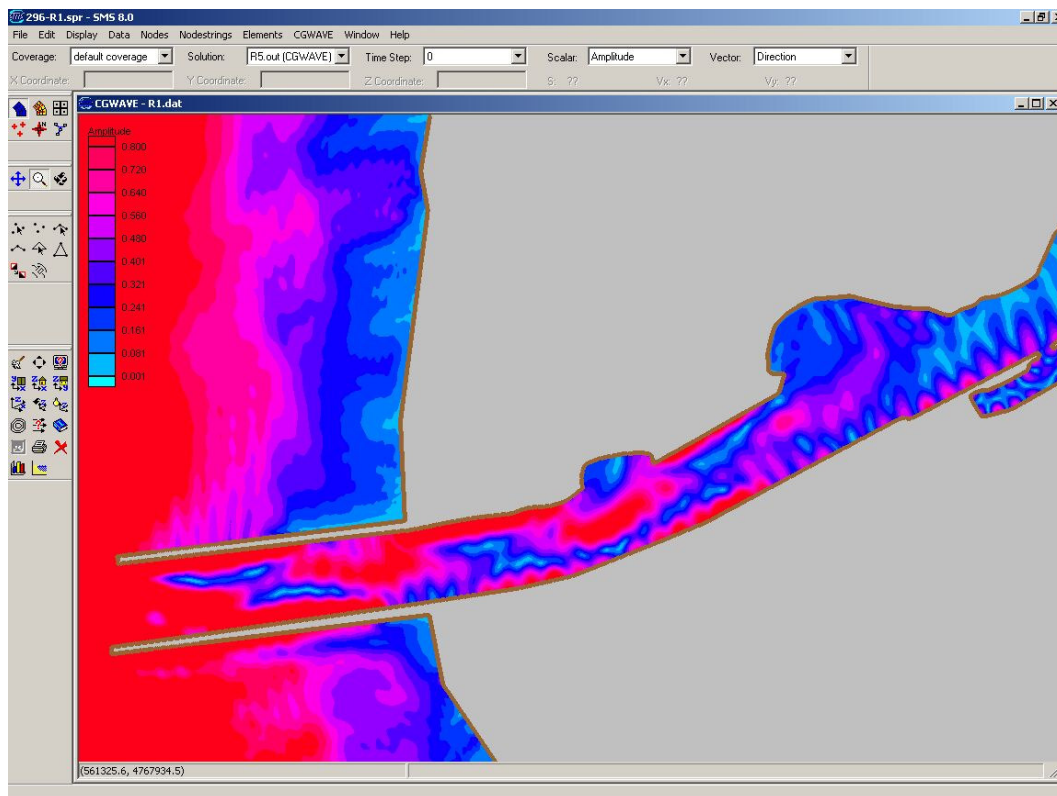 296-R1.spr - SMS 8.0
File Edit Display Data Nodes Nodestrings Elements CGWAVE Window Help
Coverage: default coverage Solution: R5.out (CGWAVE) Time Step: 0 Scalar: Amplitude Vector: Direction
X Coordinate: Y Coordinate: Z Coordinate: S: ?? Vx: ?? Vy: ??
CGWAVE - R1.dat
Amplitude
0.800
0.720
0.640
0.560
0.480
0.401
0.321
0.241
0.161
0.081
0.001
(561325.6, 4767934.5)